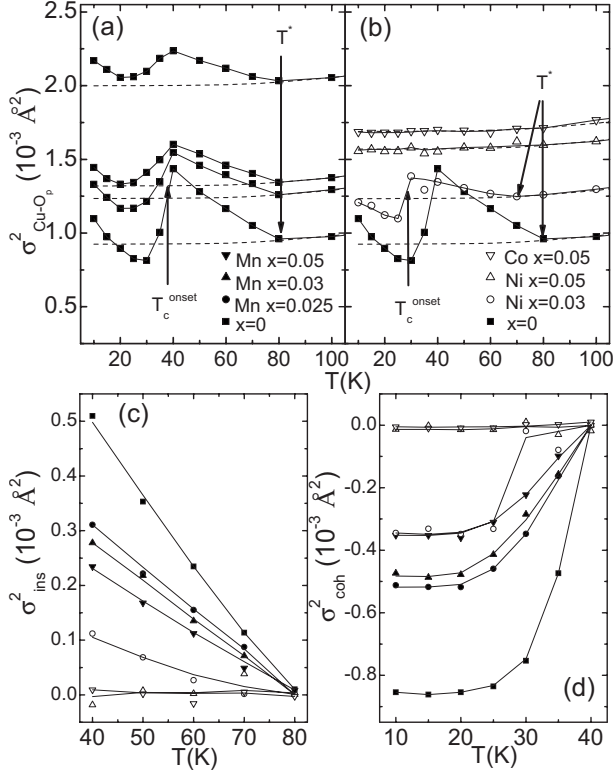 (a)
(b)
T*
T*
2.5
2.0
1.5
1.0
σ²Cu-Op (10⁻³ Å²)
Tc onset
Tc onset
Mn x=0.05
Mn x=0.03
Mn x=0.025
x=0
Co x=0.05
Ni x=0.05
Ni x=0.03
x=0
20 40 60 80 100
20 40 60 80 100
T(K)
T(K)
(c)
0.5
0.4
0.3
0.2
0.1
0.0
σ²ins (10⁻³ Å²)
40 50 60 70 80
T(K)
0.0
-0.2
-0.4
-0.6
-0.8
σ²coh (10⁻³ Å²)
(d)
10 20 30 40
T(K)